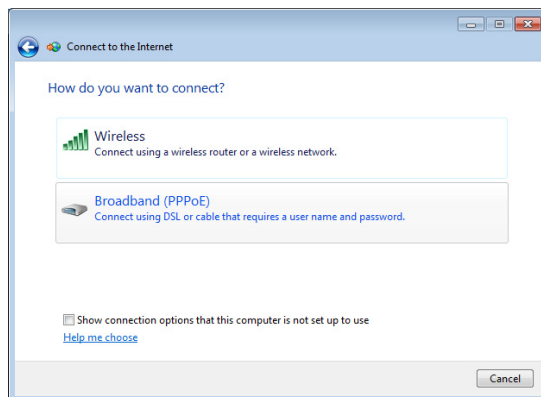 Connect to the Internet
How do you want to connect?
Wireless
Connect using a wireless router or a wireless network.
Broadband (PPPoE)
Connect using DSL or cable that requires a user name and password.
Show connection options that this computer is not set up to use
Help me choose
Cancel